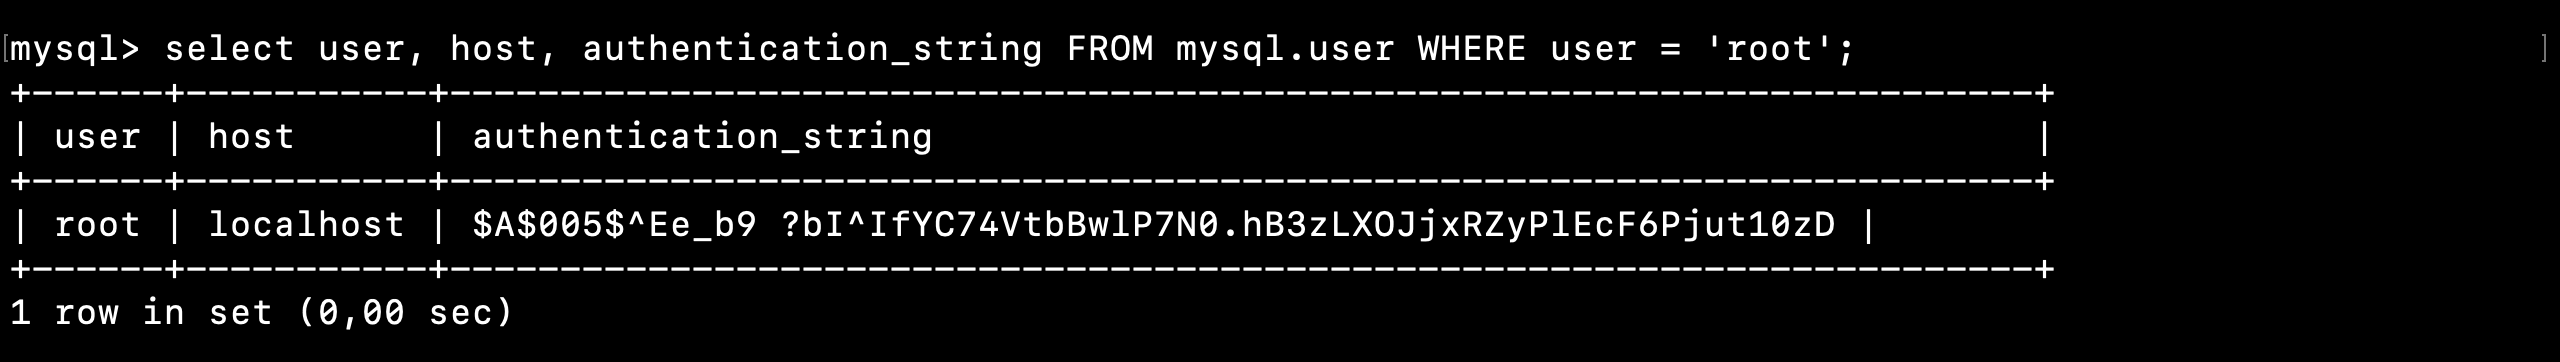 mysql> select user, host, authentication_string FROM mysql.user WHERE user = 'root';
+------+-----------+------------------------------------------------------------------------+
| user | host      | authentication_string                                                  |
+------+-----------+------------------------------------------------------------------------+
| root | localhost | $A$005$^Ee_b9 ?bI^IfYC74VtbBwlP7N0.hB3zLXOJjxRZyPlEcF6Pjut10zD |
+------+-----------+------------------------------------------------------------------------+
1 row in set (0,00 sec)